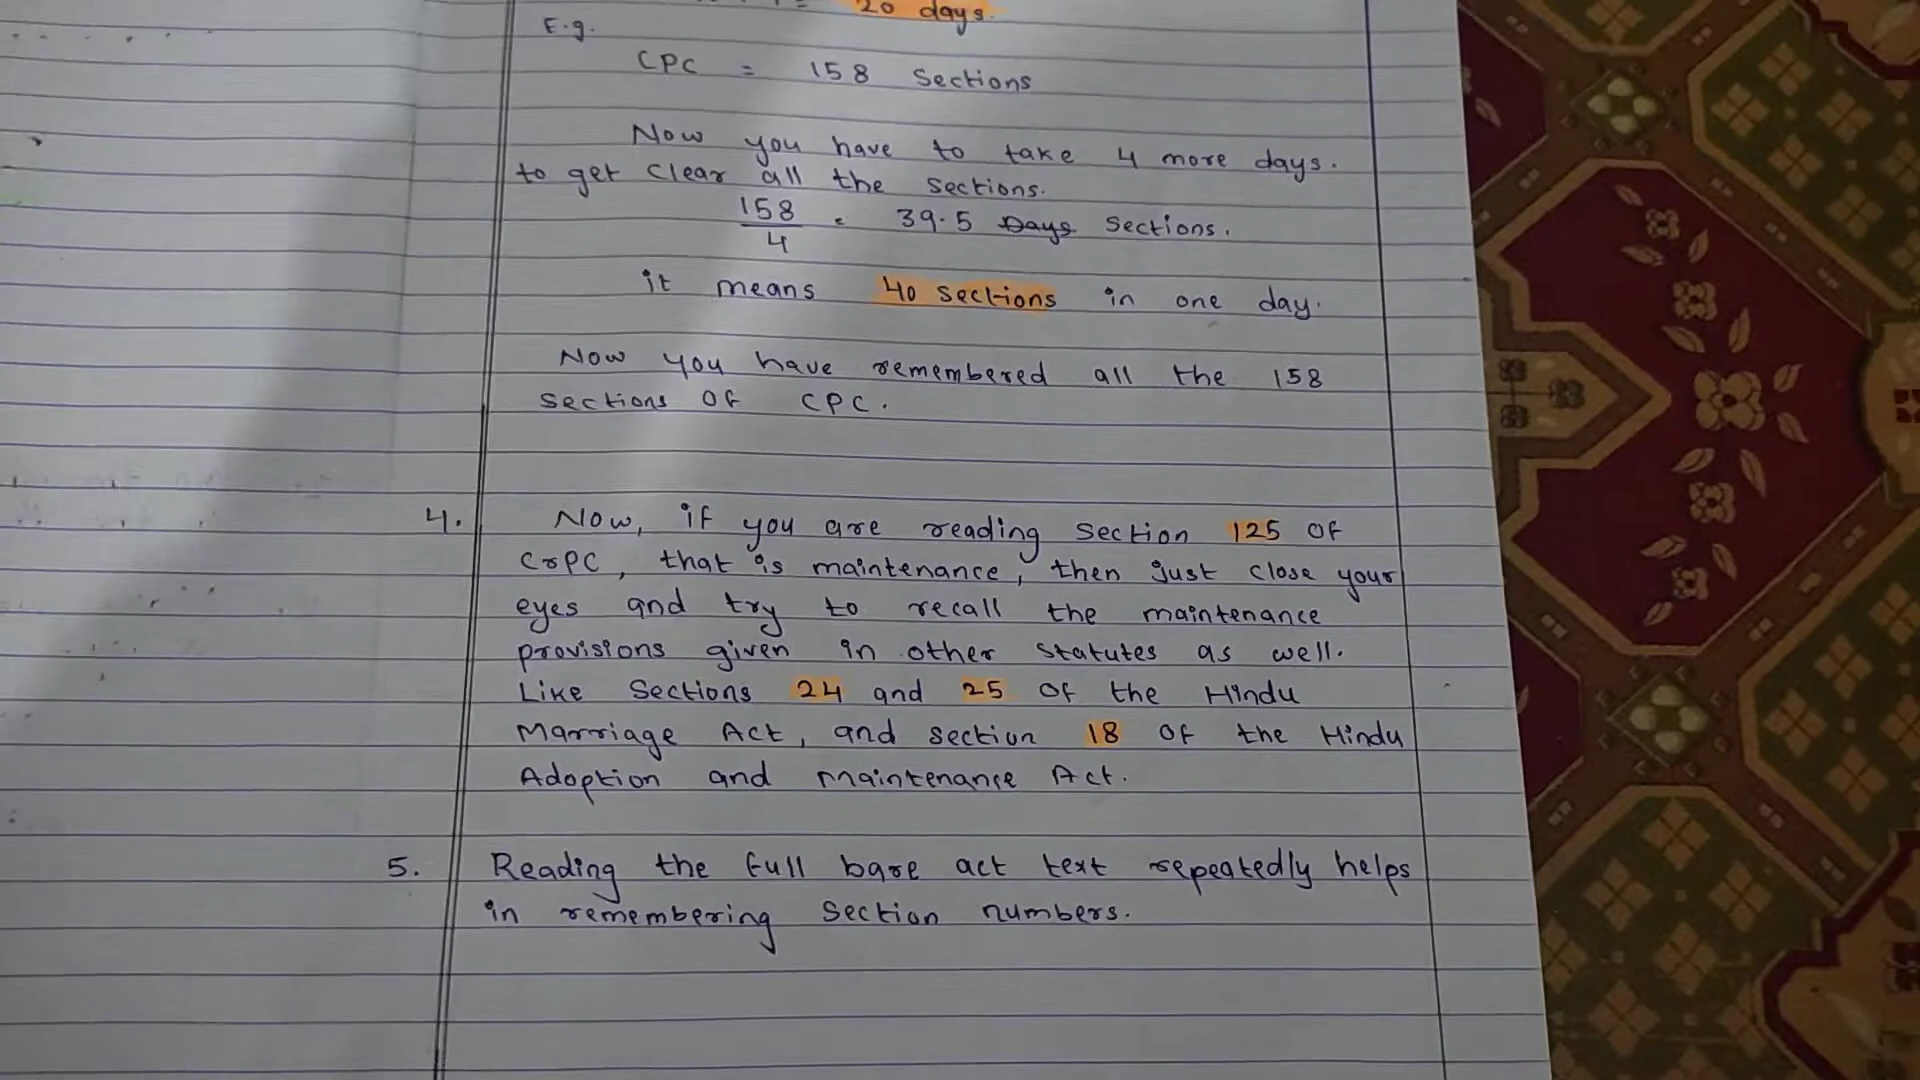 20 days.
E.g.
CPC = 158 Sections
Now you have to take 4 more days.
to get clear all the sections.
158
4
= 39.5 Days Sections.
it means 40 sections in one day.
Now you have remembered all the 158
sections of CPC.
4. Now, if you are reading section 125 of
CrPC, that is maintenance, then just close your
eyes and try to recall the maintenance
provisions given in other statutes as well.
Like Sections 24 and 25 of the Hindu
Marriage Act, and section 18 of the Hindu
Adoption and maintenance Act.
5. Reading the full bare act text repeatedly helps
in remembering section numbers.